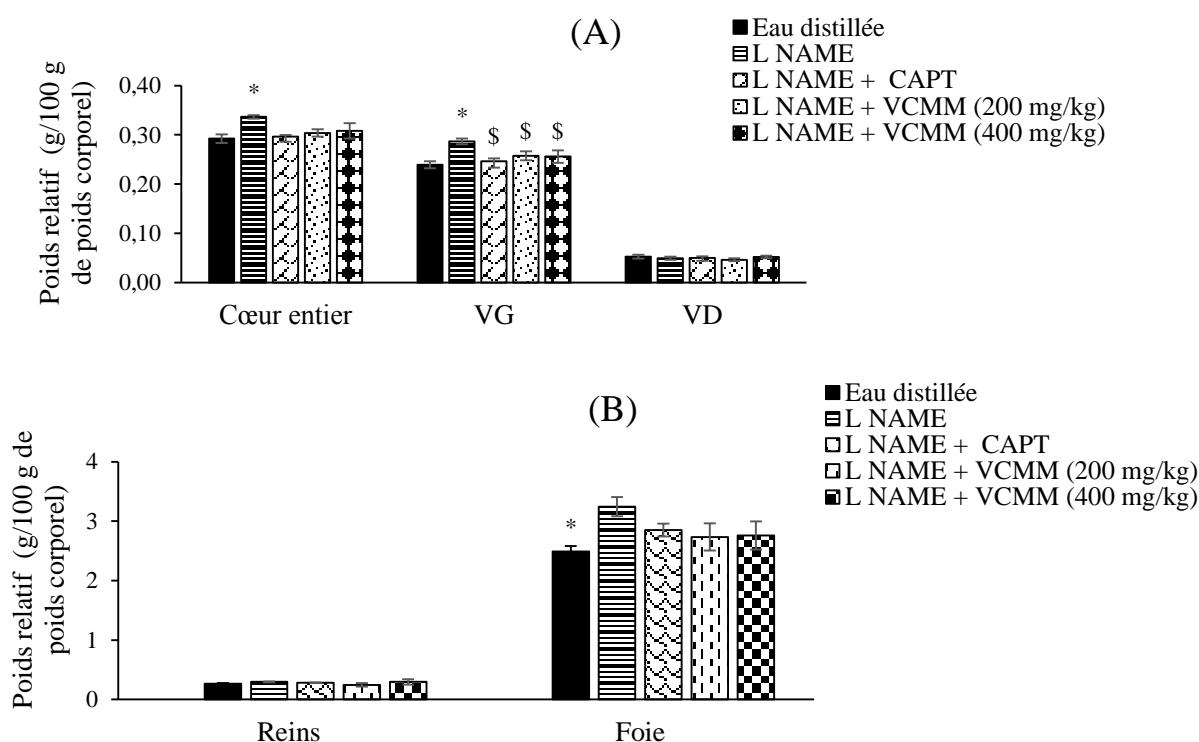 (A)
Eau distillée
L NAME
L NAME + CAPT
L NAME + VCMM (200 mg/kg)
L NAME + VCMM (400 mg/kg)
Poids relatif (g/100 g
de poids corporel)
0,40
0,30
0,20
0,10
0,00
*
*
$
$
$
Cœur entier
VG
VD
(B)
Eau distillée
L NAME
L NAME + CAPT
L NAME + VCMM (200 mg/kg)
L NAME + VCMM (400 mg/kg)
Poids relatif (g/100 g de
poids corporel)
4
3
2
1
0
*
Reins
Foie